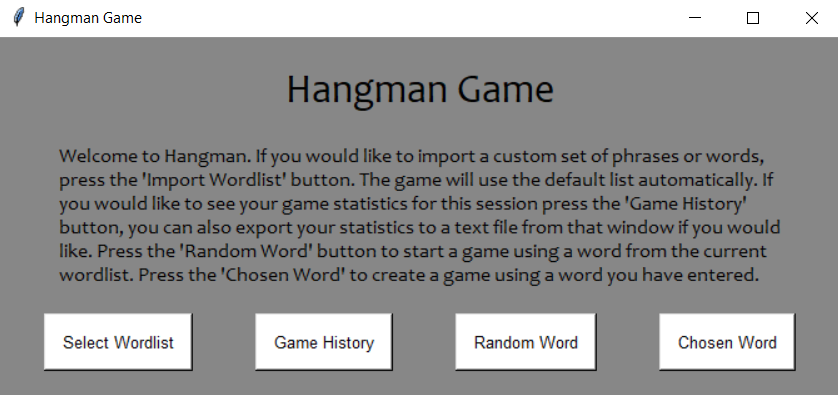 Hangman Game
Hangman Game
Welcome to Hangman. If you would like to import a custom set of phrases or words,
press the 'Import Wordlist' button. The game will use the default list automatically. If
you would like to see your game statistics for this session press the 'Game History'
button, you can also export your statistics to a text file from that window if you would
like. Press the 'Random Word' button to start a game using a word from the current
wordlist. Press the 'Chosen Word' to create a game using a word you have entered.
Select Wordlist
Game History
Random Word
Chosen Word